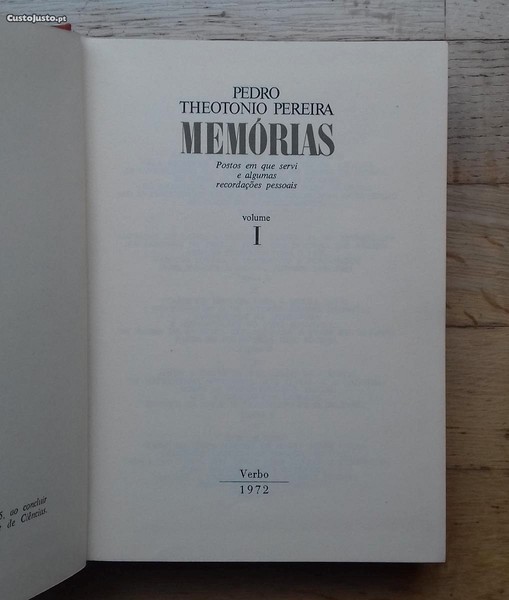 CustoJusto.pt
PEDRO
THEOTONIO PEREIRA
MEMÓRIAS
Postos em que servi
e algumas
recordações pessoais
volume
I
Verbo
1972
ao concluir
de Ciências.